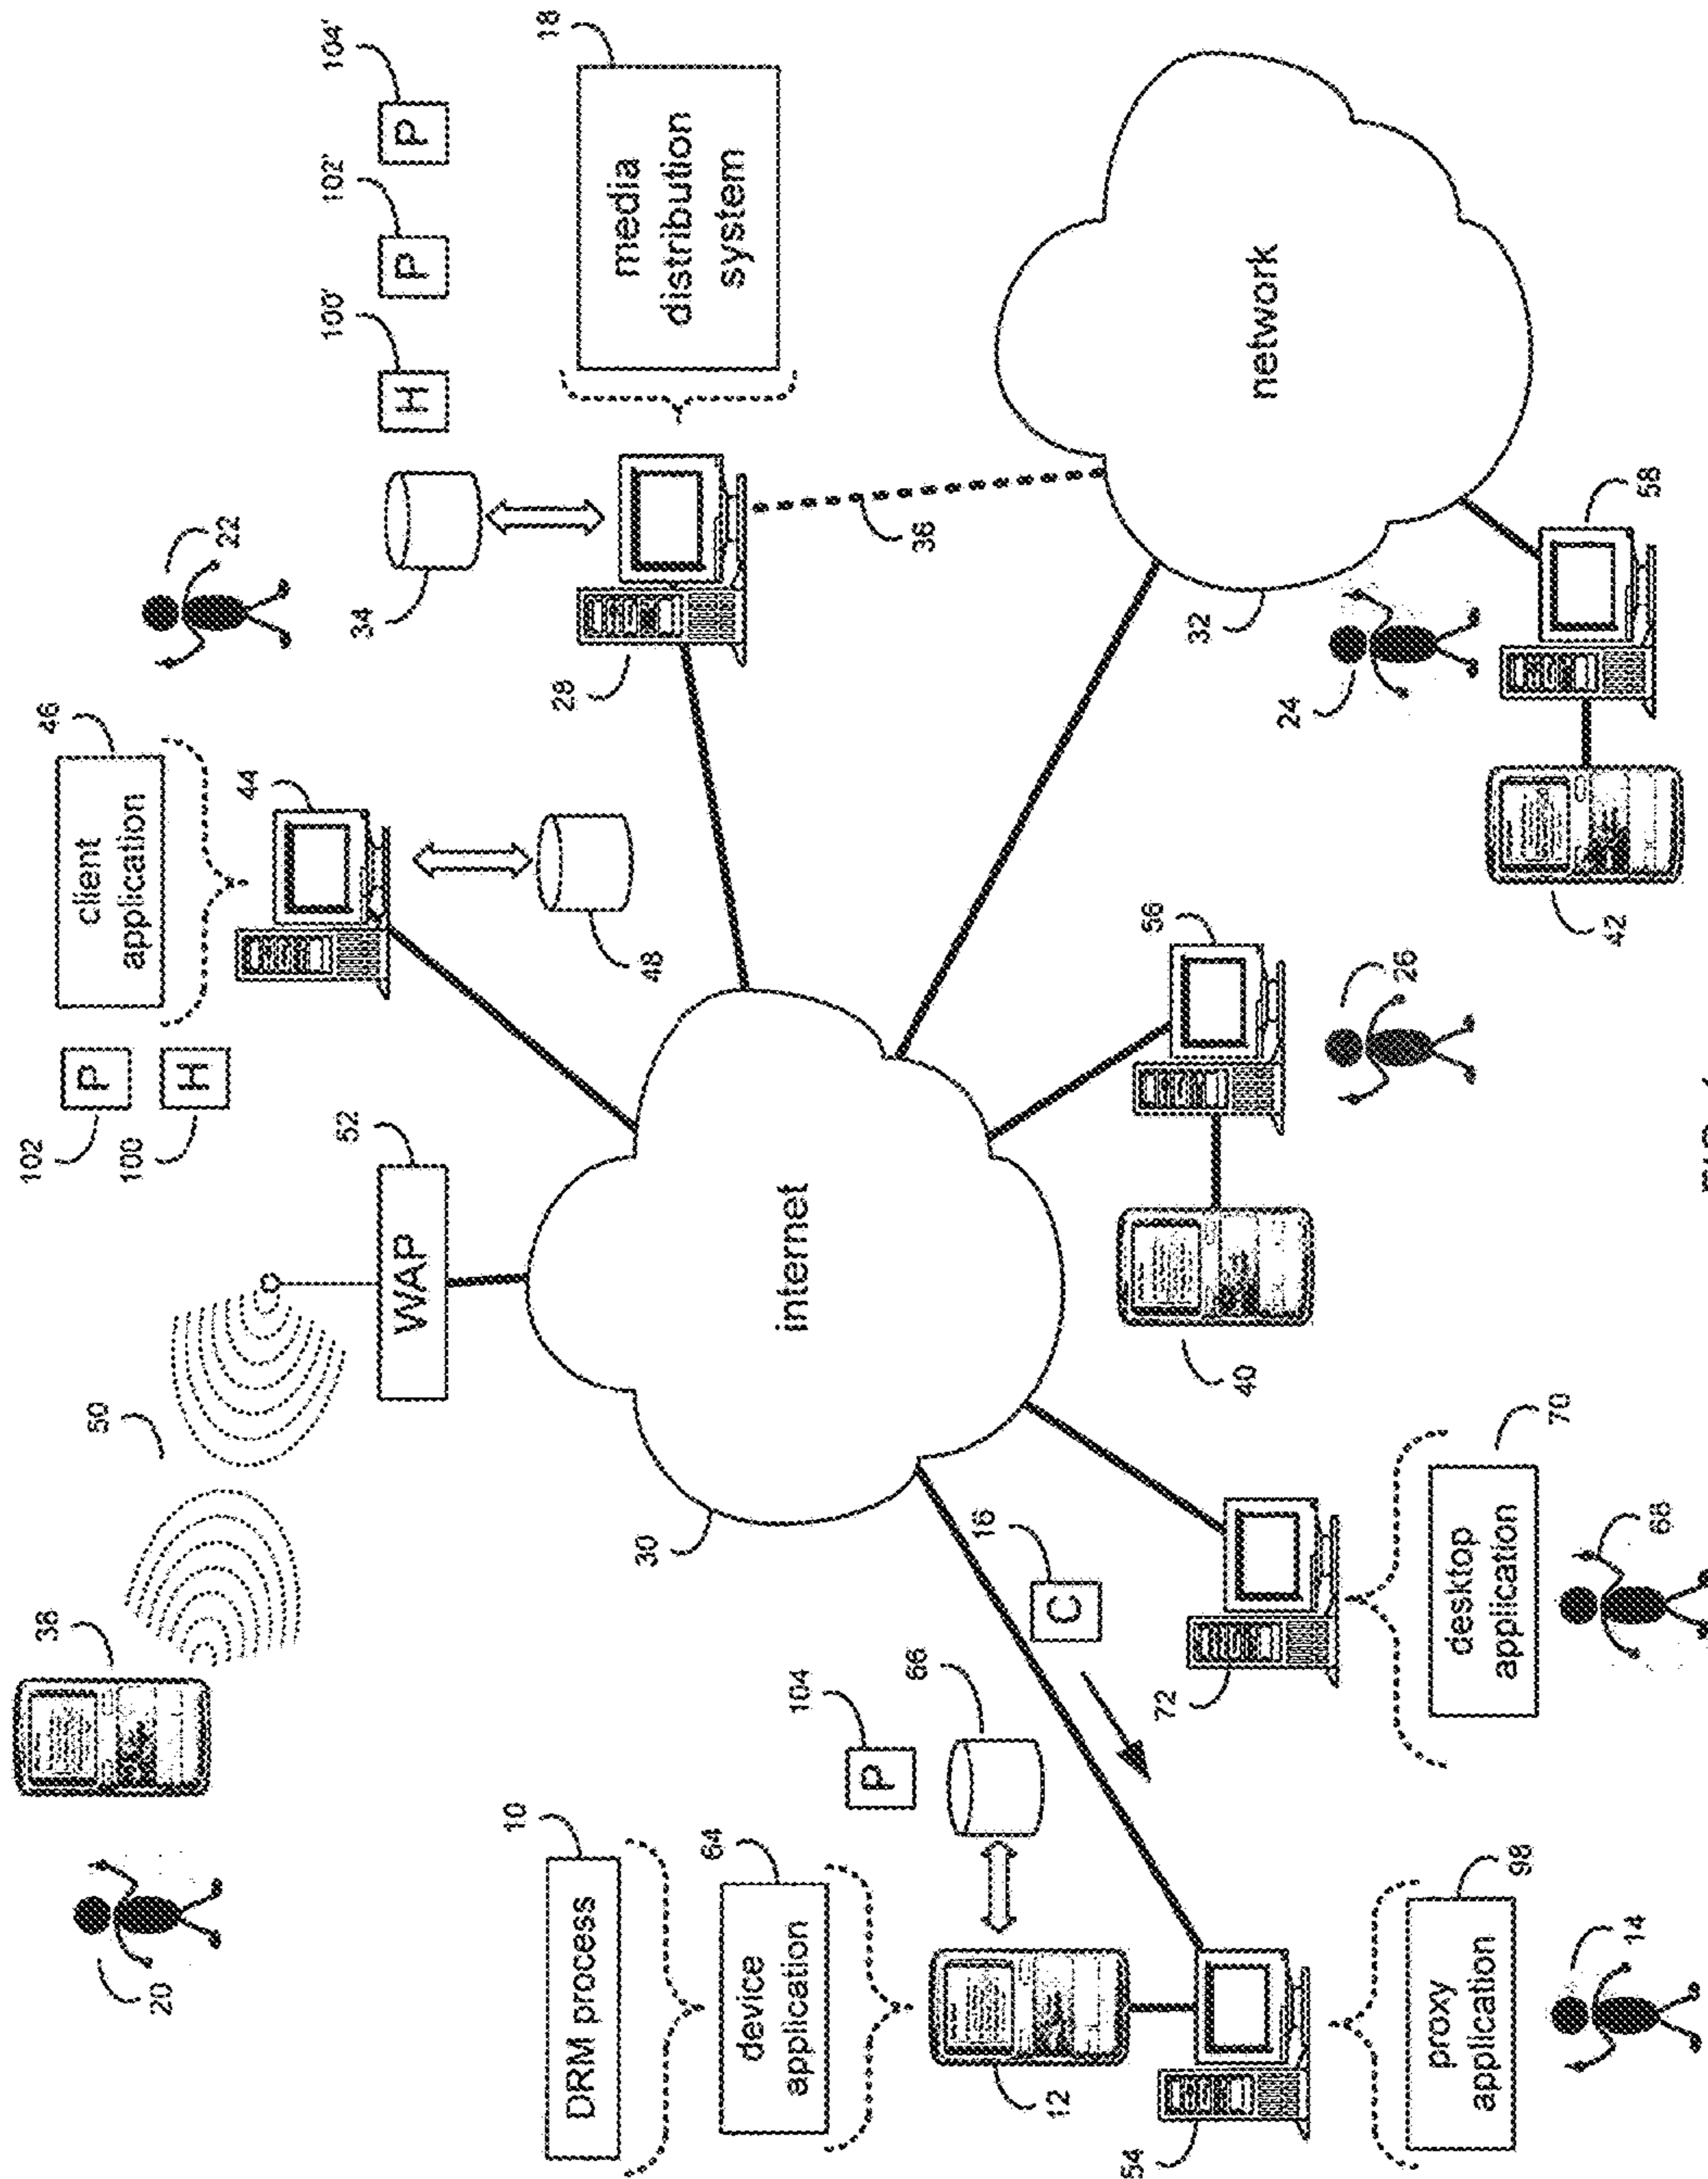 20
38
50
102
P
100
H
52
WAP
46
client
application
44
48
22
34
28
100'
H
102'
P
104'
P
18
media
distribution
system
36
10
DRM process
64
device
application
104
P
66
30
internet
16
C
12
54
72
40
56
26
32
network
24
58
42
98
proxy
application
14
70
desktop
application
68